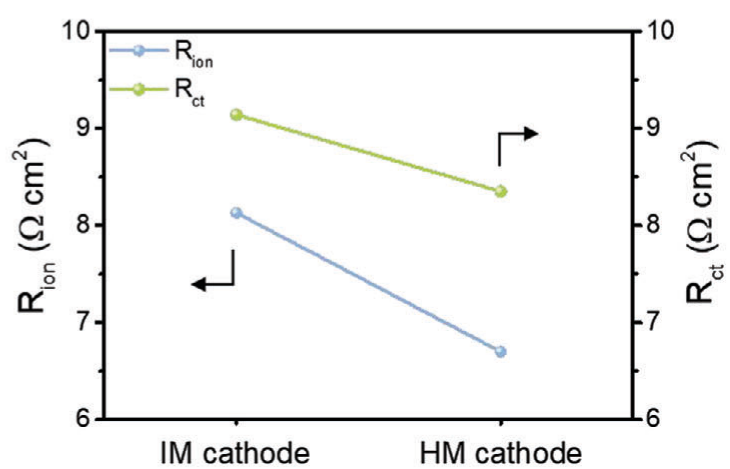 R_ion
R_ct
10
9
8
7
6
R_ion (Ω cm²)
10
9
8
7
6
R_ct (Ω cm²)
IM cathode HM cathode